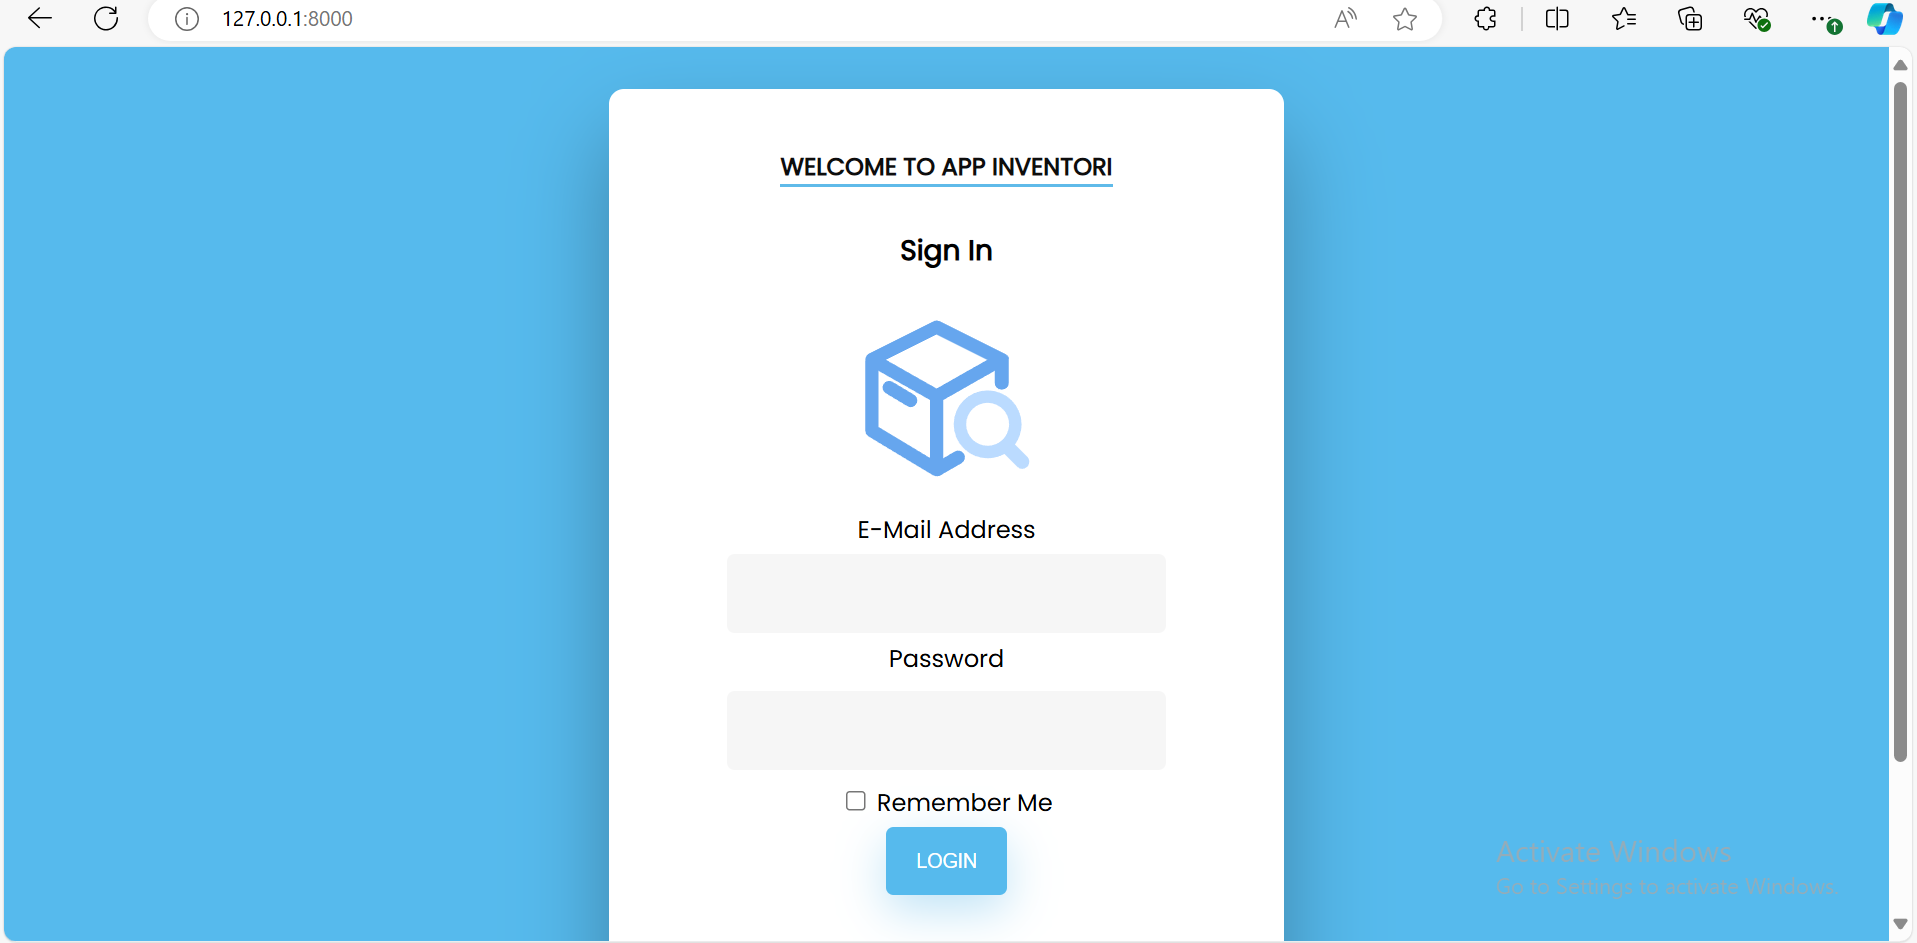 127.0.0.1:8000
WELCOME TO APP INVENTORI
Sign In
E-Mail Address
Password
Remember Me
LOGIN
Activate Windows
Go to Settings to activate Windows.